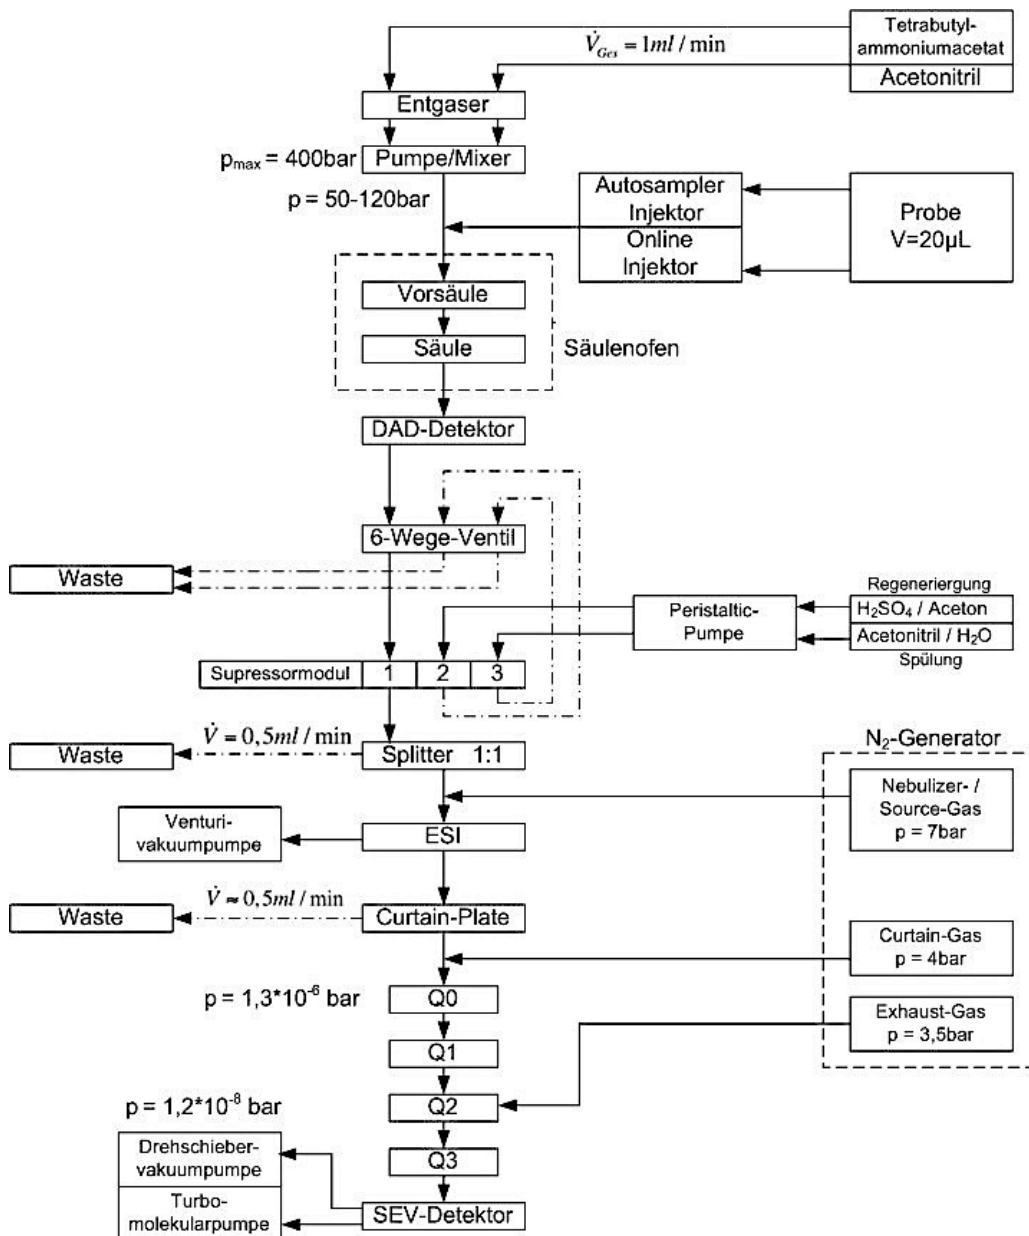 Tetrabutyl-
ammoniumacetat
V̇Ges = 1ml / min
Acetonitril
Entgaser
pmax = 400bar
Pumpe/Mixer
p = 50-120bar
Autosampler
Injektor
Online
Injektor
Probe
V=20µL
Vorsäule
Säule
Säulenofen
DAD-Detektor
6-Wege-Ventil
Waste
Regeneriergung
H2SO4 / Aceton
Acetonitril / H2O
Spülung
Peristaltic-
Pumpe
Supressormodul 1 2 3
V̇ = 0,5ml / min
Waste
Splitter 1:1
N2-Generator
Nebulizer- /
Source-Gas
p = 7bar
Venturi-
vakuumpumpe
ESI
V̇ ≈ 0,5ml / min
Waste
Curtain-Plate
Curtain-Gas
p = 4bar
p = 1,3*10-6 bar
Q0
Exhaust-Gas
p = 3,5bar
Q1
p = 1,2*10-8 bar
Q2
Drehschieber-
vakuumpumpe
Q3
Turbo-
molekularpumpe
SEV-Detektor